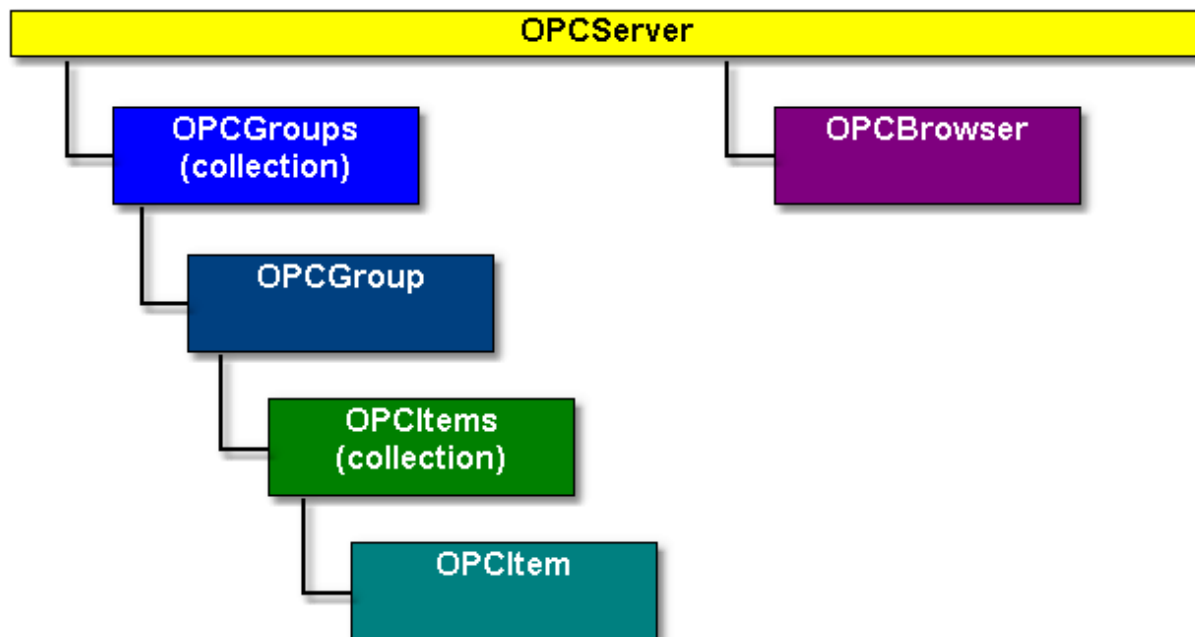 OPCServer
OPCGroups
(collection)
OPCBrowser
OPCGroup
OPCItems
(collection)
OPCItem